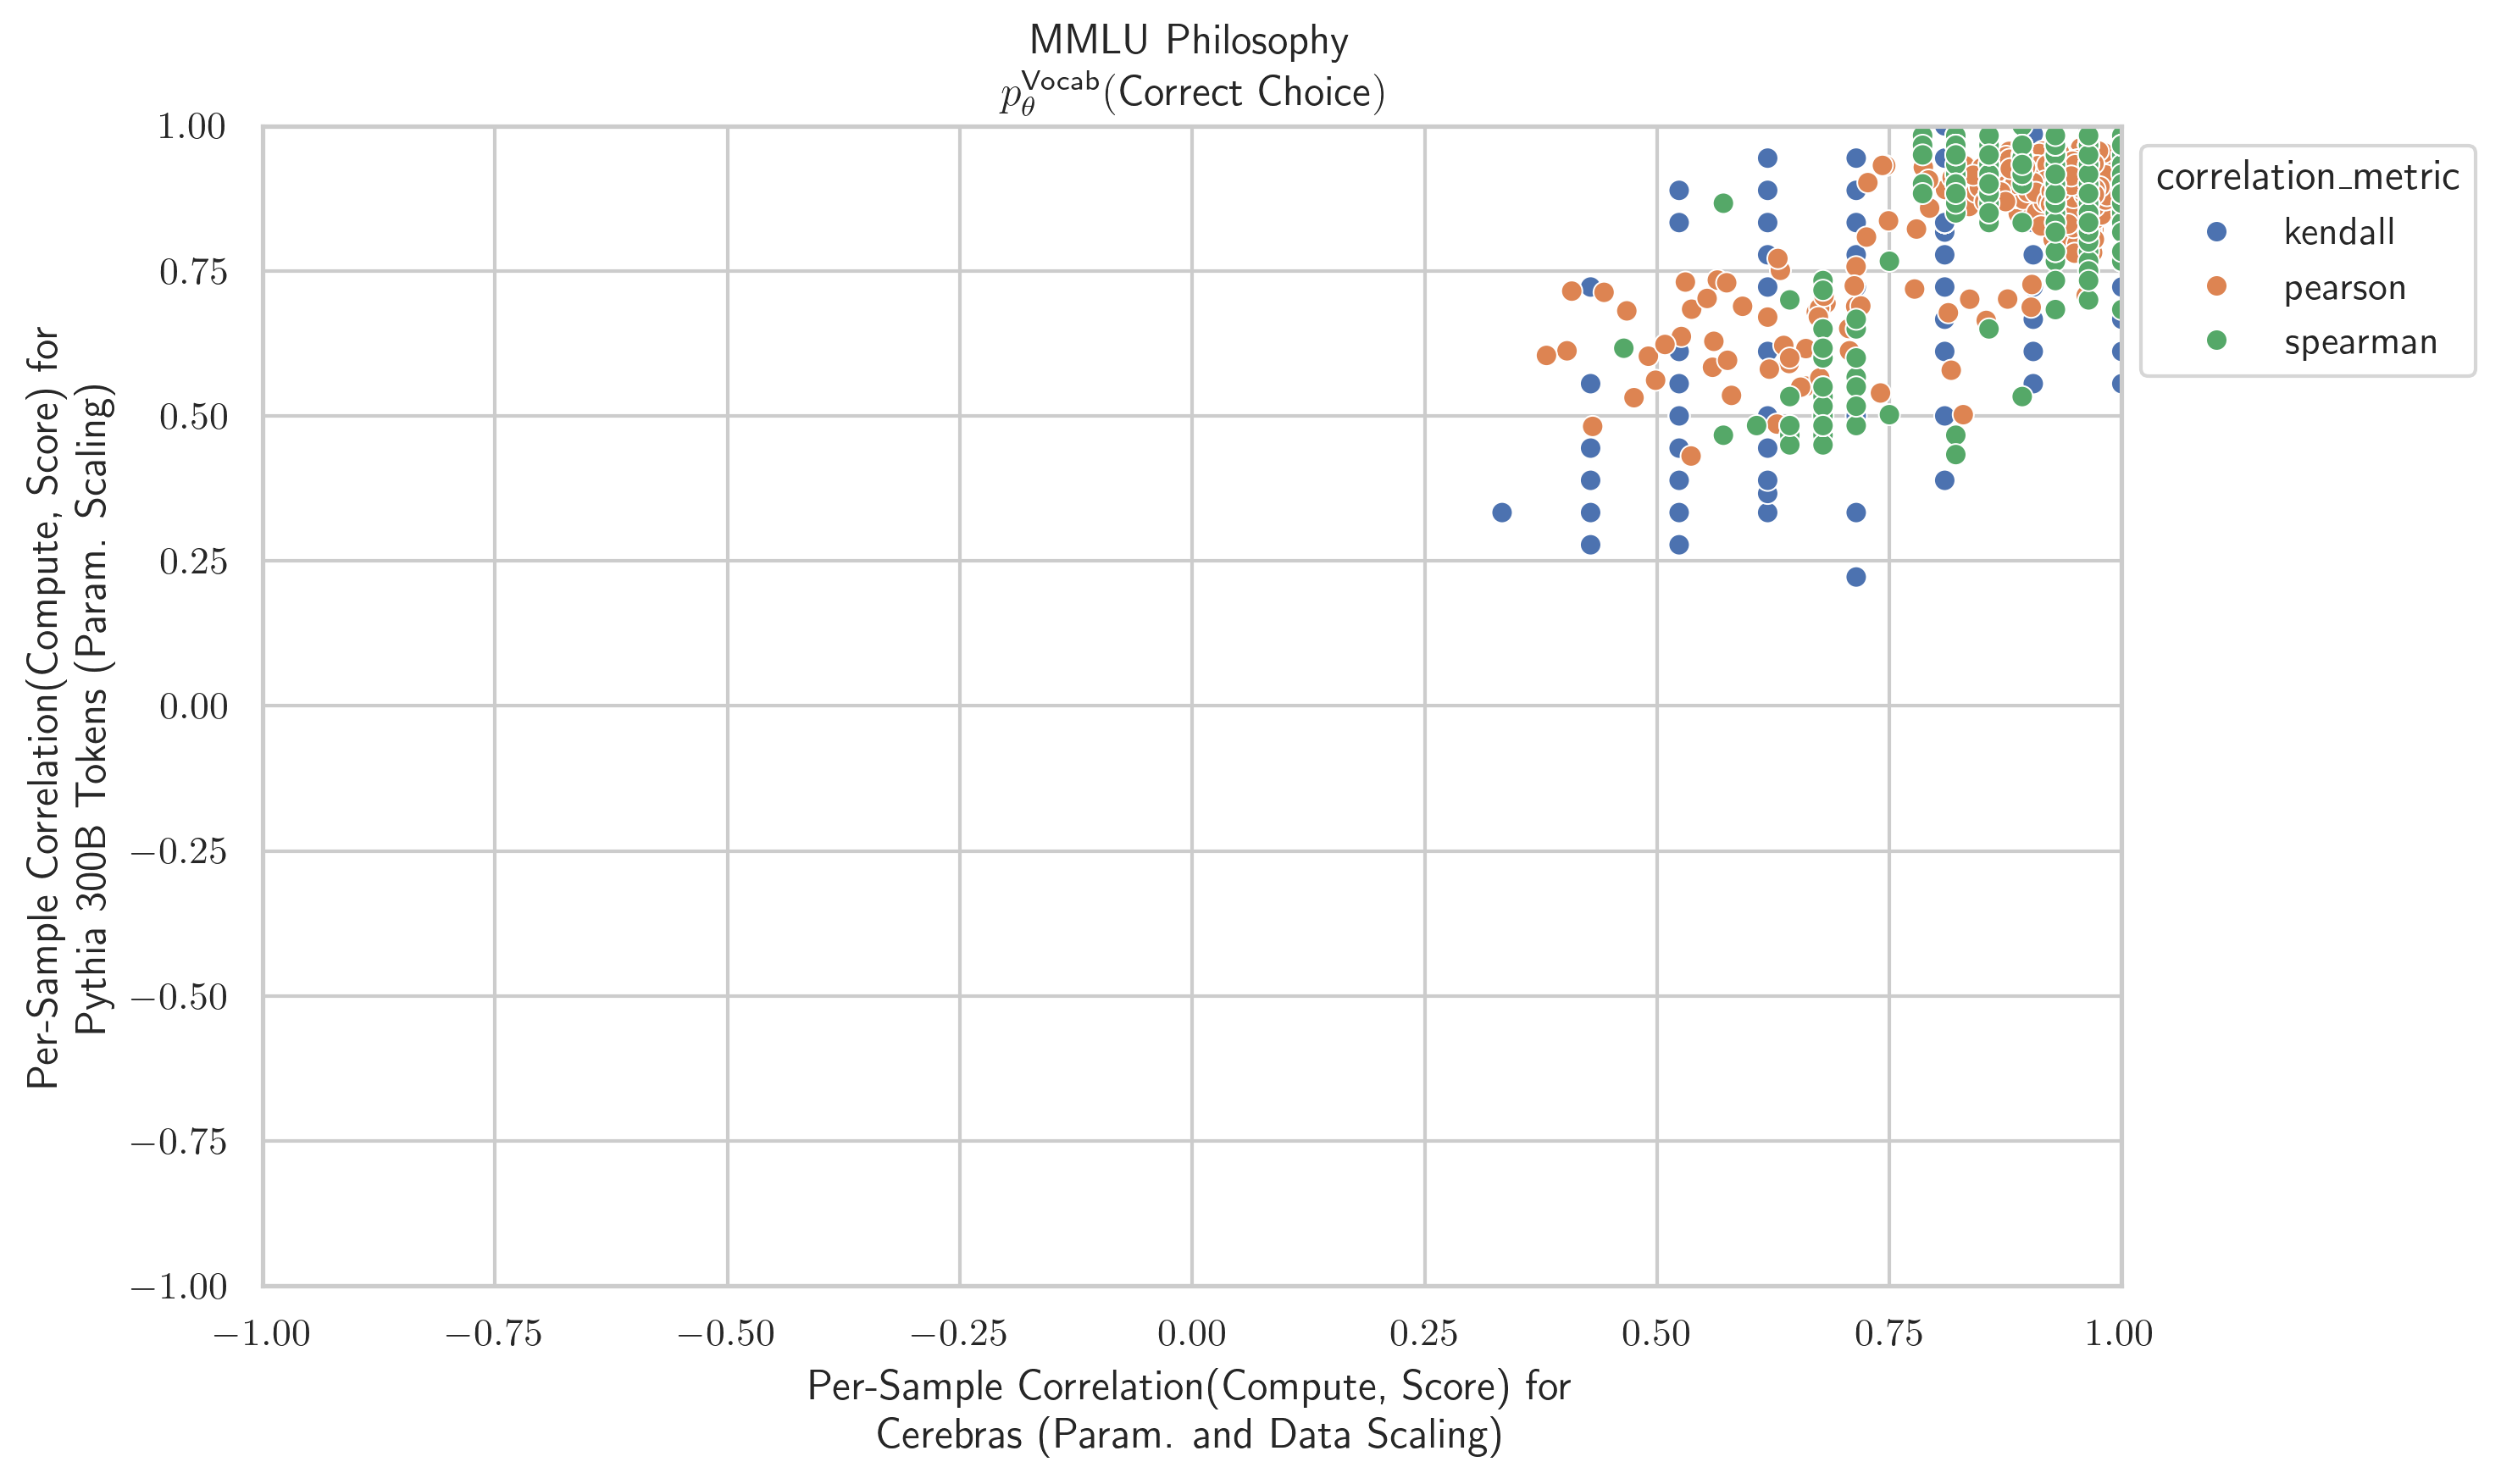 MMLU Philosophy
p_θ^Vocab(Correct Choice)
1.00
0.75
0.50
0.25
0.00
−0.25
−0.50
−0.75
−1.00
Per-Sample Correlation(Compute, Score) for
Pythia 300B Tokens (Param. Scaling)
−1.00 −0.75 −0.50 −0.25 0.00 0.25 0.50 0.75 1.00
Per-Sample Correlation(Compute, Score) for
Cerebras (Param. and Data Scaling)
correlation_metric
kendall
pearson
spearman